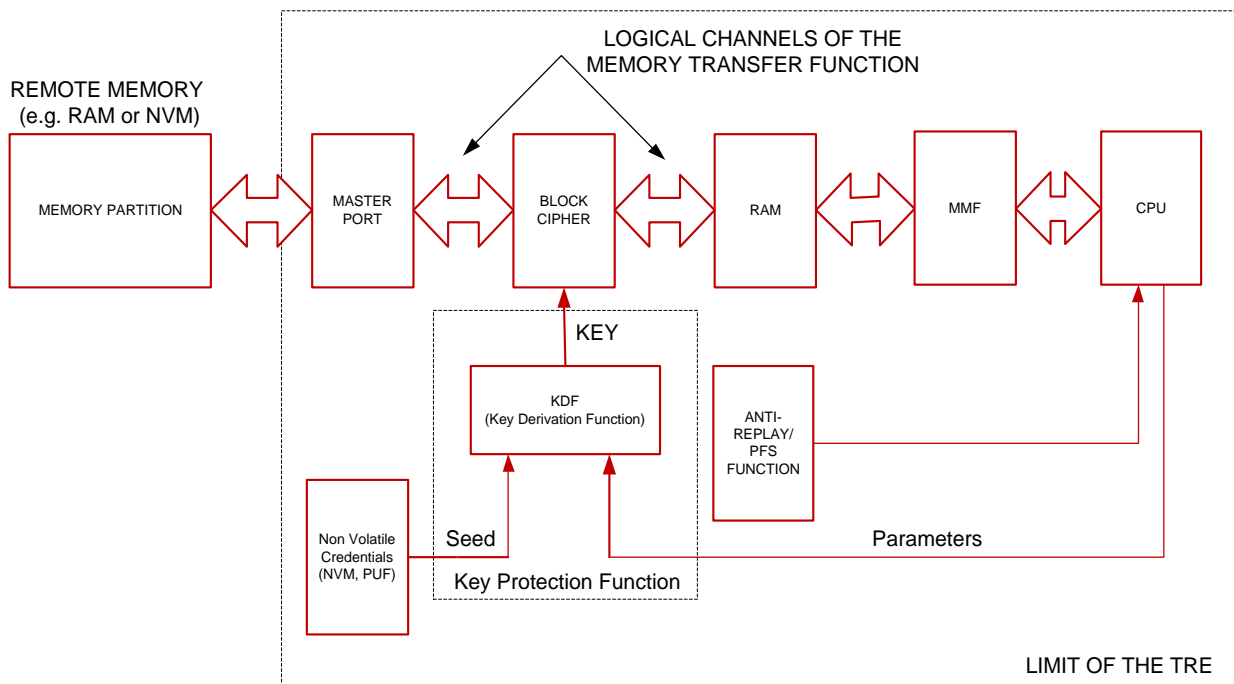 LOGICAL CHANNELS OF THE
MEMORY TRANSFER FUNCTION
REMOTE MEMORY
(e.g. RAM or NVM)
MEMORY PARTITION
MASTER
PORT
BLOCK
CIPHER
RAM
MMF
CPU
KEY
KDF
(Key Derivation Function)
ANTI-
REPLAY/
PFS
FUNCTION
Non Volatile
Credentials
(NVM, PUF)
Seed
Parameters
Key Protection Function
LIMIT OF THE TRE